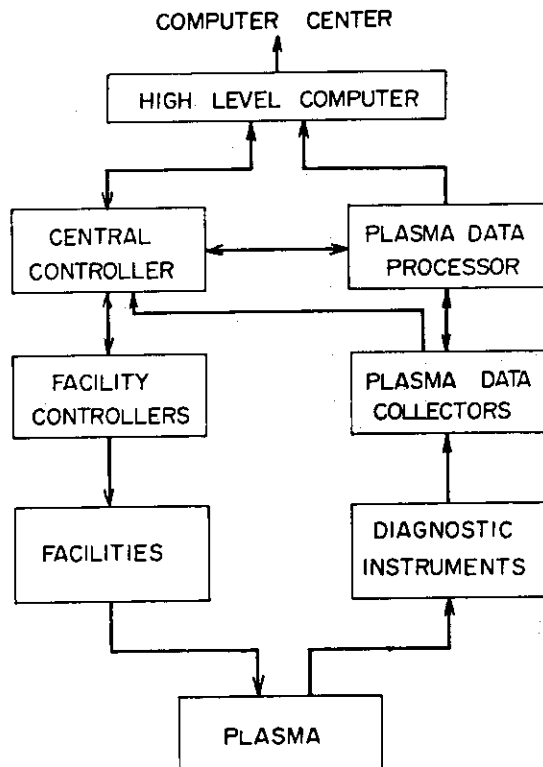 COMPUTER CENTER
HIGH LEVEL COMPUTER
CENTRAL
CONTROLLER
PLASMA DATA
PROCESSOR
FACILITY
CONTROLLERS
PLASMA DATA
COLLECTORS
FACILITIES
DIAGNOSTIC
INSTRUMENTS
PLASMA